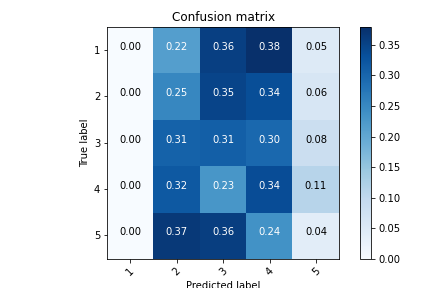 Confusion matrix
1 0.00 0.22 0.36 0.38 0.05
2 0.00 0.25 0.35 0.34 0.06
3 0.00 0.31 0.31 0.30 0.08
4 0.00 0.32 0.23 0.34 0.11
5 0.00 0.37 0.36 0.24 0.04
1 2 3 4 5
True label
Predicted label
0.35
0.30
0.25
0.20
0.15
0.10
0.05
0.00